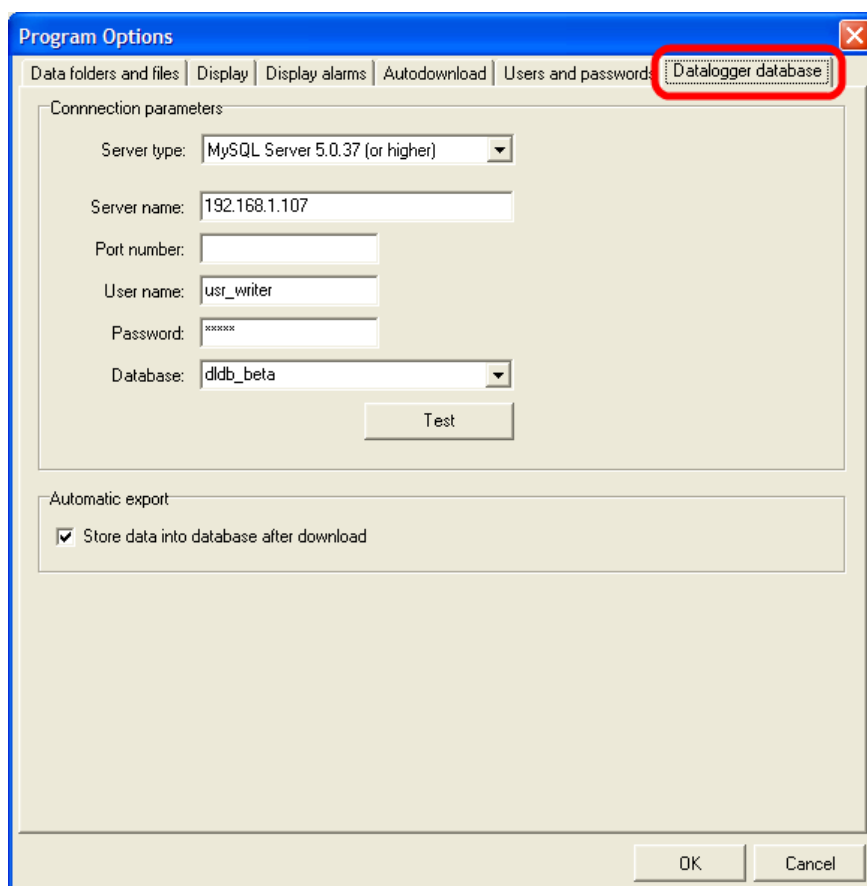 Program Options
Data folders and files Display Display alarms Autodownload Users and passwords Datalogger database
Connnection parameters
Server type: MySQL Server 5.0.37 (or higher)
Server name: 192.168.1.107
Port number:
User name: usr_writer
Password: xxxxx
Database: dldb_beta
Test
Automatic export
Store data into database after download
OK Cancel